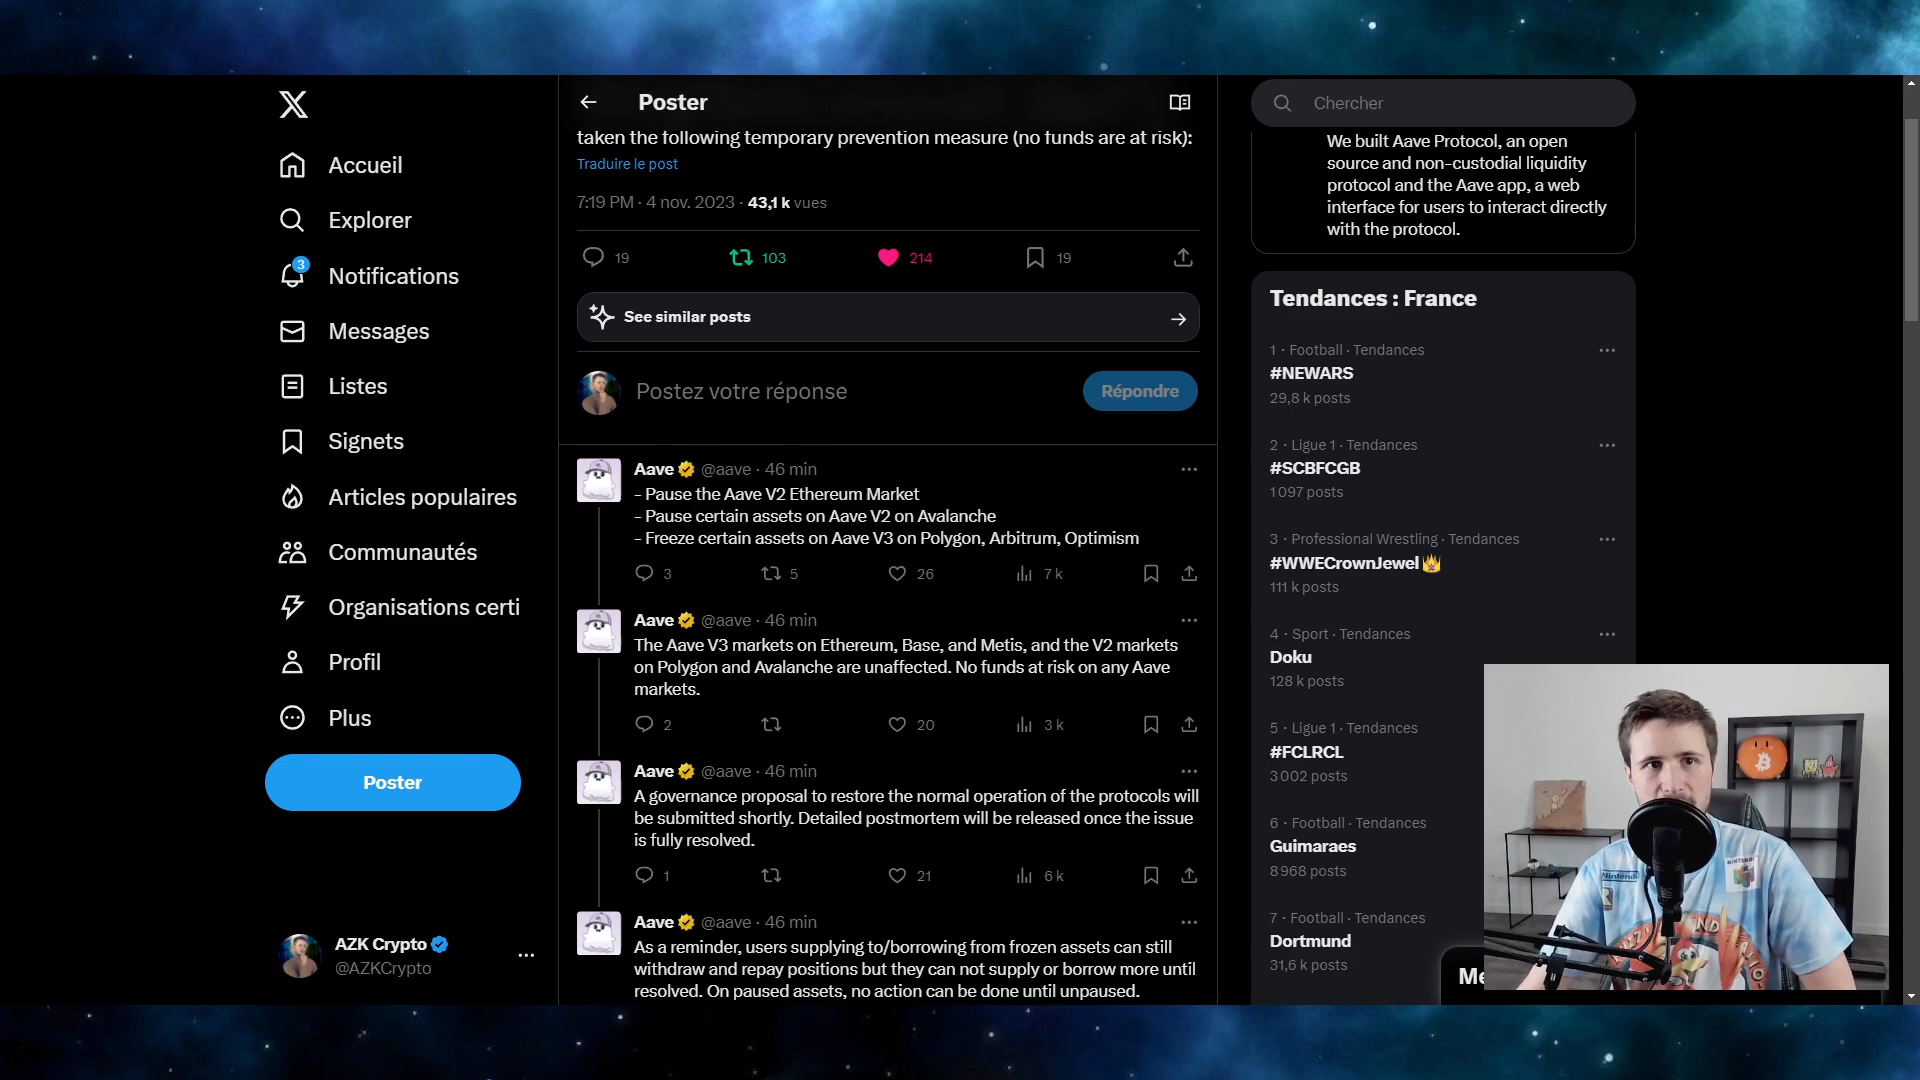 Accueil
Explorer
3
Notifications
Messages
Listes
Signets
Articles populaires
Communautés
Organisations certi
Profil
Plus
Poster
AZK Crypto
@AZKCrypto
Poster
taken the following temporary prevention measure (no funds are at risk):
Traduire le post
7:19 PM · 4 nov. 2023 · 43,1 k vues
19 103 214 19
See similar posts
Postez votre réponse
Répondre
Aave @aave · 46 min
- Pause the Aave V2 Ethereum Market
- Pause certain assets on Aave V2 on Avalanche
- Freeze certain assets on Aave V3 on Polygon, Arbitrum, Optimism
3 5 26 7 k
Aave @aave · 46 min
The Aave V3 markets on Ethereum, Base, and Metis, and the V2 markets
on Polygon and Avalanche are unaffected. No funds at risk on any Aave
markets.
2 20 3 k
Aave @aave · 46 min
A governance proposal to restore the normal operation of the protocols will
be submitted shortly. Detailed postmortem will be released once the issue
is fully resolved.
1 21 6 k
Aave @aave · 46 min
As a reminder, users supplying to/borrowing from frozen assets can still
withdraw and repay positions but they can not supply or borrow more until
resolved. On paused assets, no action can be done until unpaused.
Chercher
We built Aave Protocol, an open
source and non-custodial liquidity
protocol and the Aave app, a web
interface for users to interact directly
with the protocol.
Tendances : France
1 · Football · Tendances
#NEWARS
29,8 k posts
2 · Ligue 1 · Tendances
#SCBFCGB
1 097 posts
3 · Professional Wrestling · Tendances
#WWECrownJewel
111 k posts
4 · Sport · Tendances
Doku
128 k posts
5 · Ligue 1 · Tendances
#FCLRCL
3 002 posts
6 · Football · Tendances
Guimaraes
8 968 posts
7 · Football · Tendances
Dortmund
31,6 k posts
Me
Nintendo